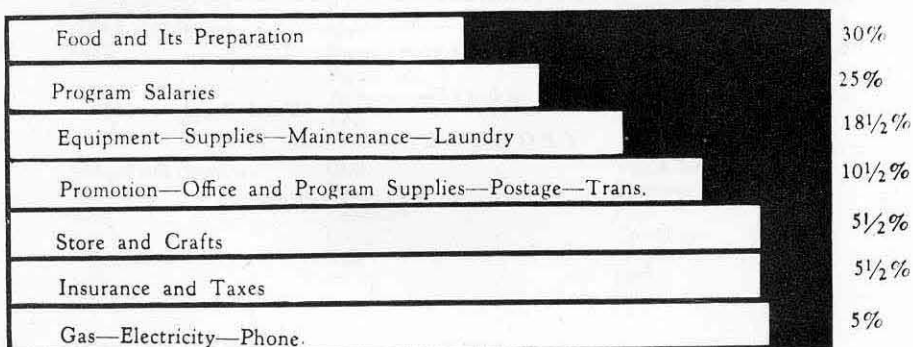 Food and Its Preparation 30%
Program Salaries 25%
Equipment—Supplies—Maintenance—Laundry 18½%
Promotion—Office and Program Supplies—Postage—Trans. 10½%
Store and Crafts 5½%
Insurance and Taxes 5½%
Gas—Electricity—Phone. 5%